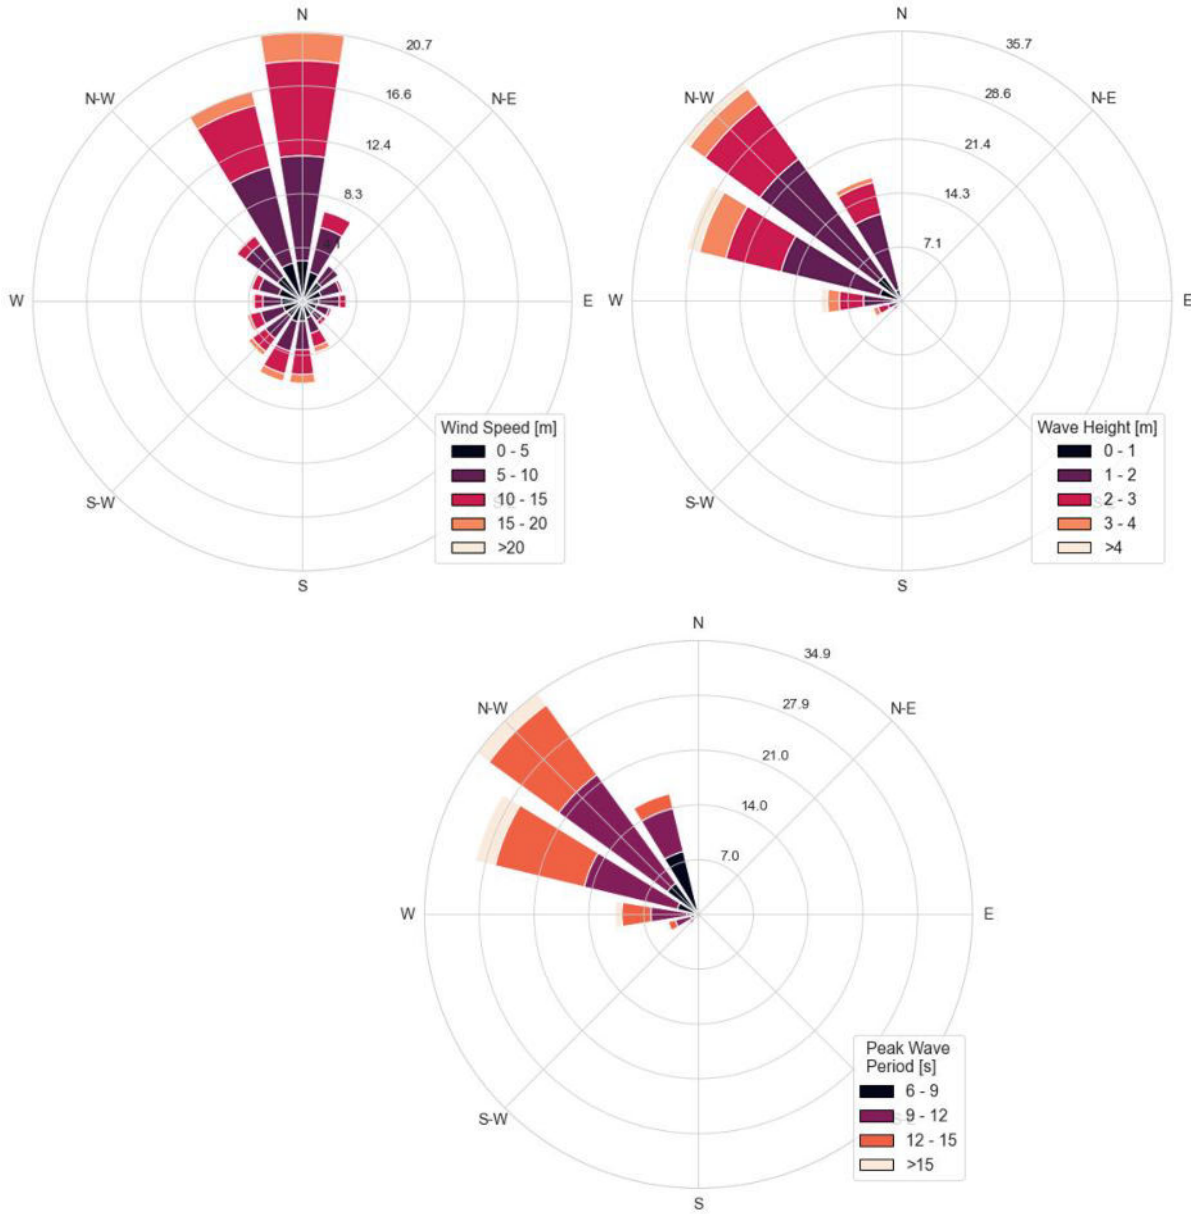 N
20.7
N-W
N-E
16.6
12.4
8.3
W
E
Wind Speed [m]
0 - 5
5 - 10
10 - 15
15 - 20
>20
S-W
S
N
35.7
N-W
N-E
28.6
21.4
14.3
7.1
W
E
Wave Height [m]
0 - 1
1 - 2
2 - 3
3 - 4
>4
S-W
S
N
34.9
27.9
N-W
N-E
21.0
14.0
7.0
W
E
Peak Wave
Period [s]
6 - 9
9 - 12
12 - 15
>15
S-W
S